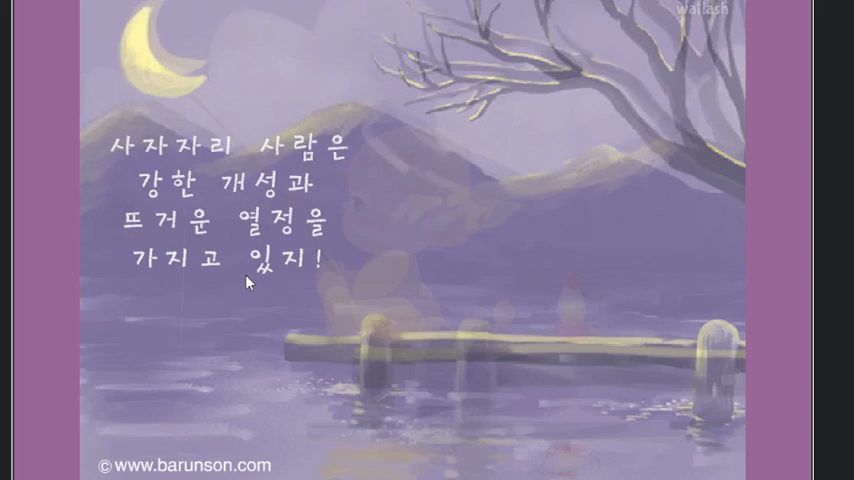 waflash
사자자리 사람은
강한 개성과
뜨거운 열정을
가지고 있지!
©www.barunson.com